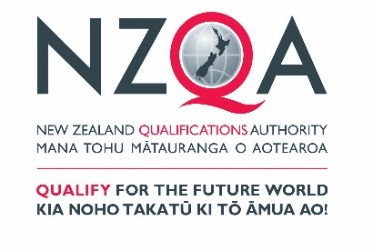 NZQA
NEW ZEALAND QUALIFICATIONS AUTHORITY
MANA TOHU MĀTAURANGA O AOTEAROA
QUALIFY FOR THE FUTURE WORLD
KIA NOHO TAKATŪ KI TŌ ĀMUA AO!